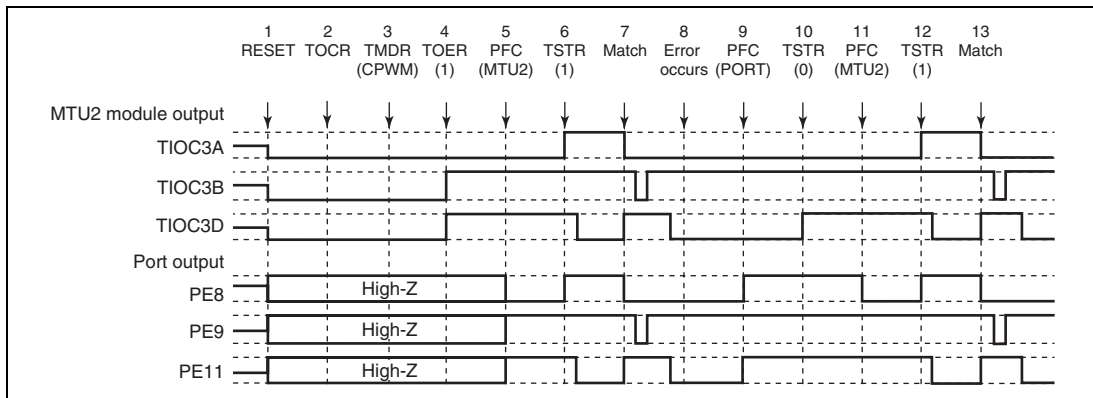 1 2 3 4 5 6 7 8 9 10 11 12 13
RESET TOCR TMDR TOER PFC TSTR Match Error PFC TSTR PFC TSTR Match
(CPWM) (1) (MTU2) (1) occurs (PORT) (0) (MTU2) (1)
MTU2 module output
TIOC3A
TIOC3B
TIOC3D
Port output
PE8 High-Z
PE9 High-Z
PE11 High-Z